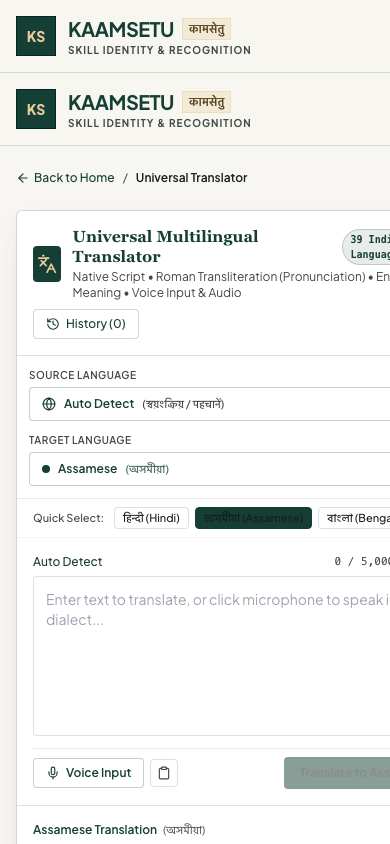 KS KAAMSETU कामसेतु
SKILL IDENTITY & RECOGNITION
KS KAAMSETU कामसेतु
SKILL IDENTITY & RECOGNITION
← Back to Home / Universal Translator
Universal Multilingual
Translator
39 Indi
Languag
Native Script • Roman Transliteration (Pronunciation) • En
Meaning • Voice Input & Audio
History (0)
SOURCE LANGUAGE
Auto Detect (স্বয়ংক্রিয় / पहचानें)
TARGET LANGUAGE
Assamese (অসমীয়া)
Quick Select: हिन्दी (Hindi) অসমীয়া (Assamese) বাংলা (Benga
Auto Detect 0 / 5,00
Enter text to translate, or click microphone to speak i
dialect...
Voice Input Translate to Ass
Assamese Translation (অসমীয়া)